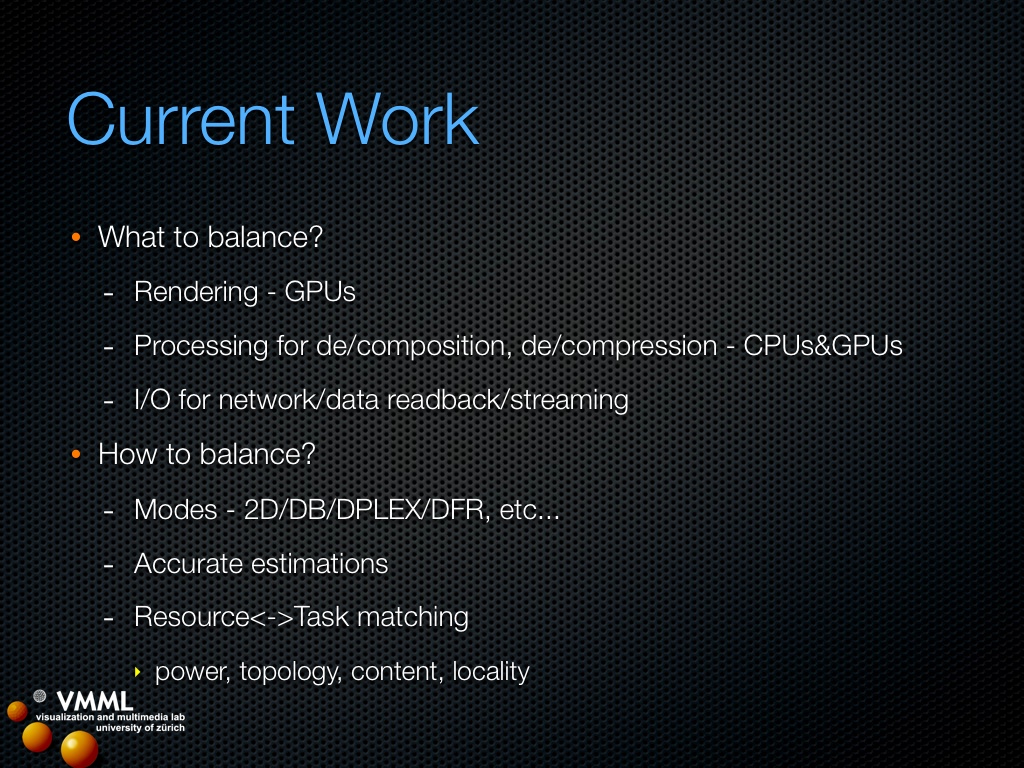 Current Work
• What to balance?
- Rendering - GPUs
- Processing for de/composition, de/compression - CPUs&GPUs
- I/O for network/data readback/streaming
• How to balance?
- Modes - 2D/DB/DPLEX/DFR, etc...
- Accurate estimations
- Resource<->Task matching
‣ power, topology, content, locality
VMML
visualization and multimedia lab
university of zürich